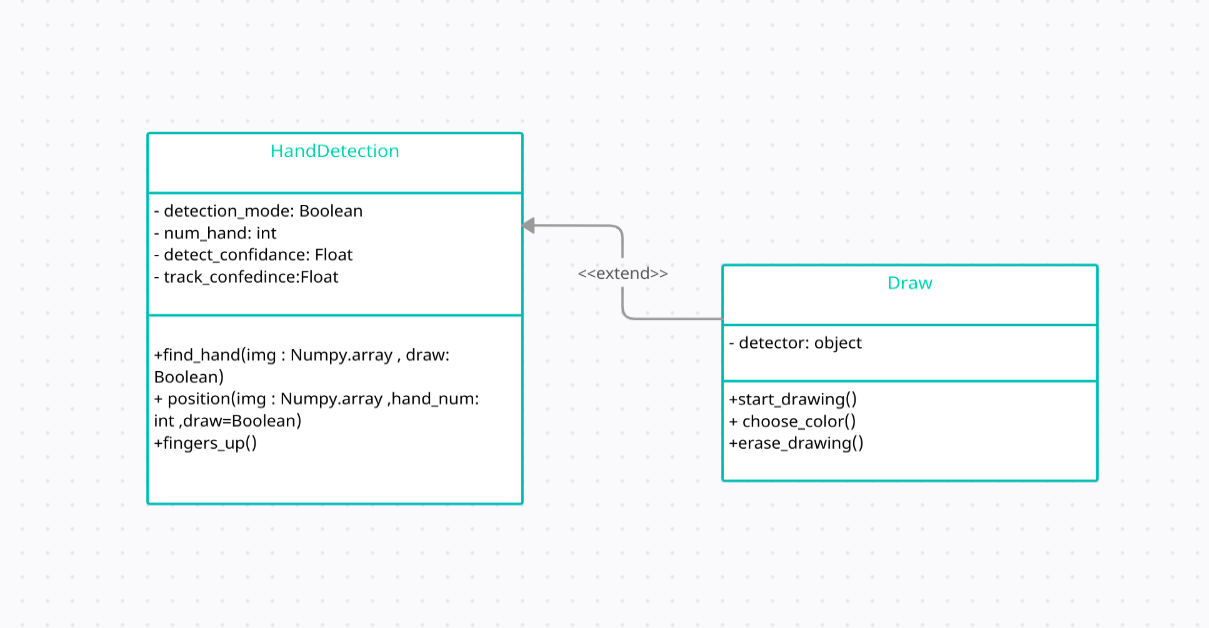 HandDetection
- detection_mode: Boolean
- num_hand: int
- detect_confidance: Float
- track_confedince:Float
+find_hand(img : Numpy.array , draw:
Boolean)
+ position(img : Numpy.array ,hand_num:
int ,draw=Boolean)
+fingers_up()
<<extend>>
Draw
- detector: object
+start_drawing()
+ choose_color()
+erase_drawing()